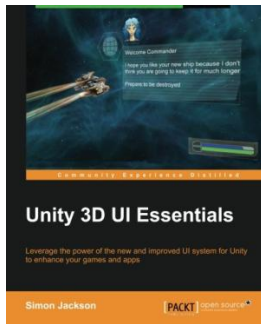 Welcome Commander
I hope you like your new ship because I don't
think you are going to keep it for much longer
Prepare to be destroyed
Community Experience Distilled
Unity 3D UI Essentials
Leverage the power of the new and improved UI system for Unity
to enhance your games and apps
Simon Jackson
[PACKT] open source*
PUBLISHING